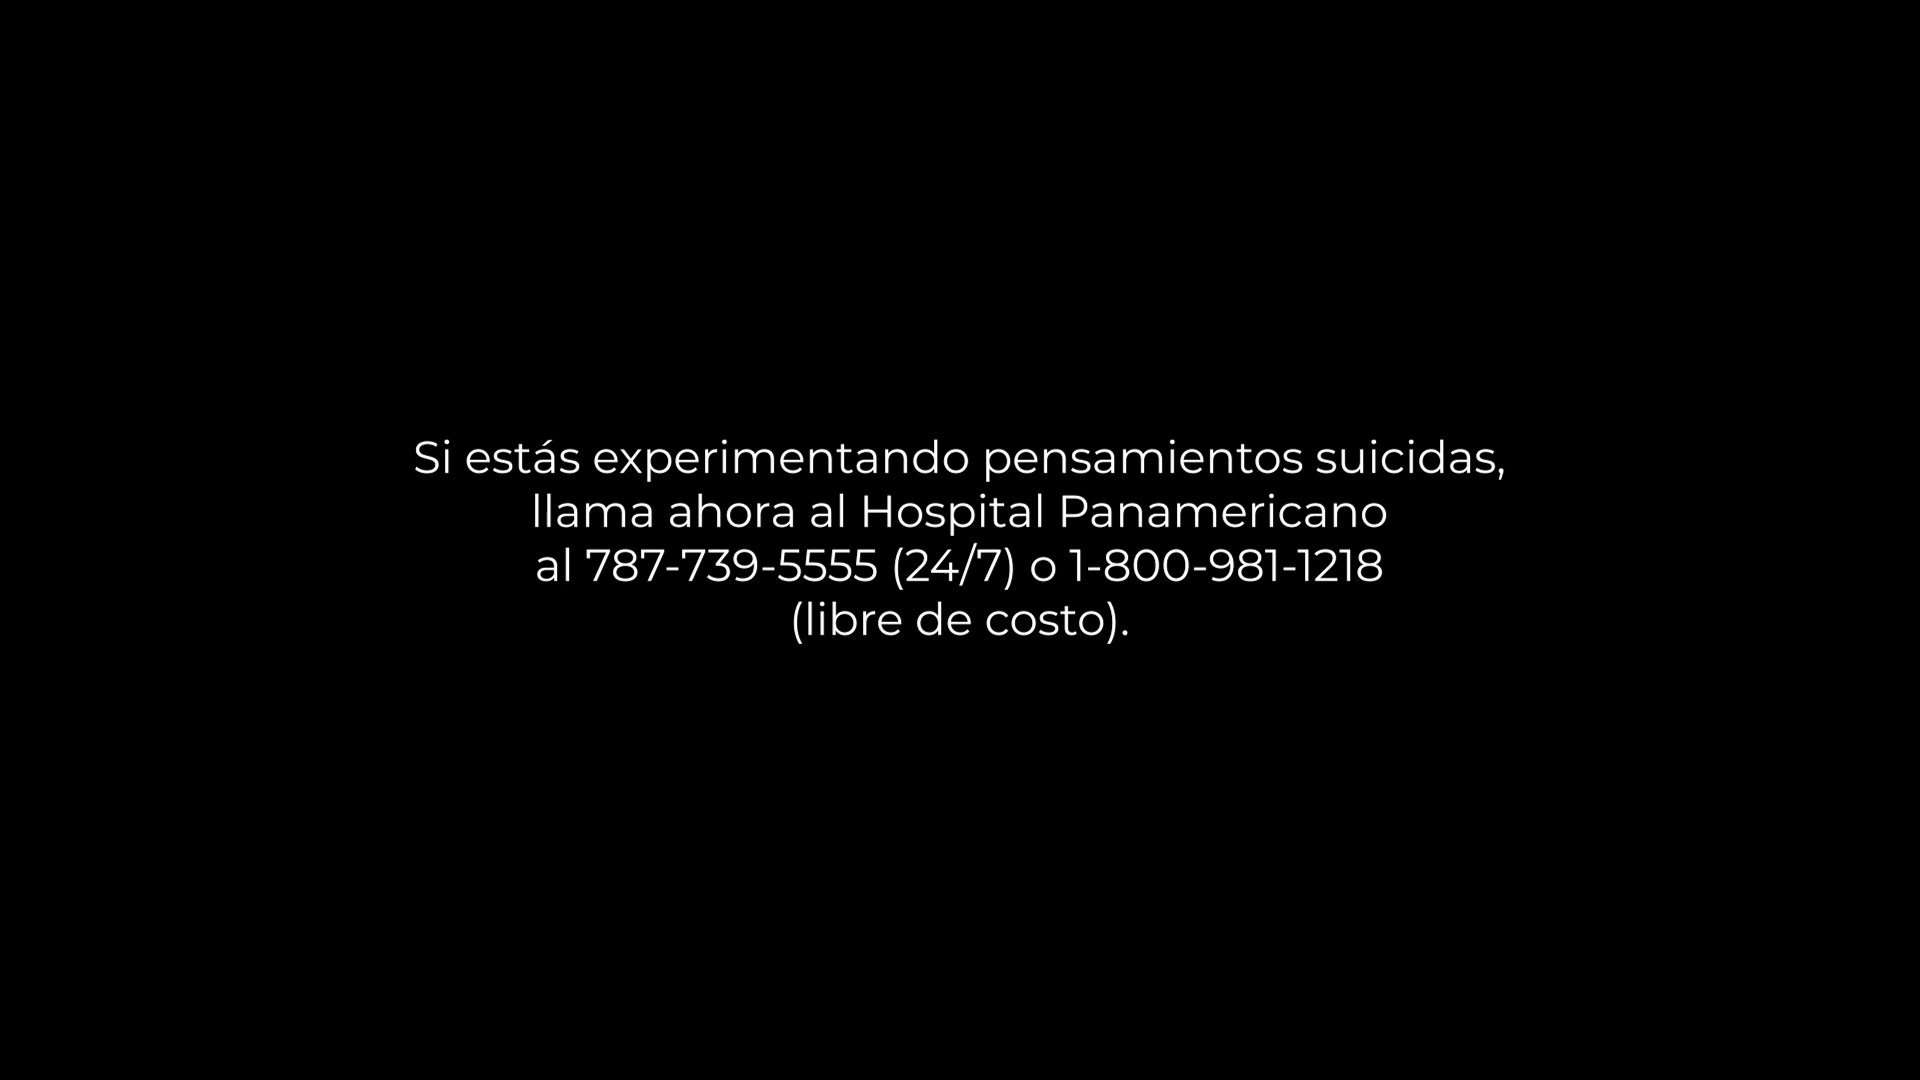 Si estás experimentando pensamientos suicidas,
llama ahora al Hospital Panamericano
al 787-739-5555 (24/7) o 1-800-981-1218
(libre de costo).